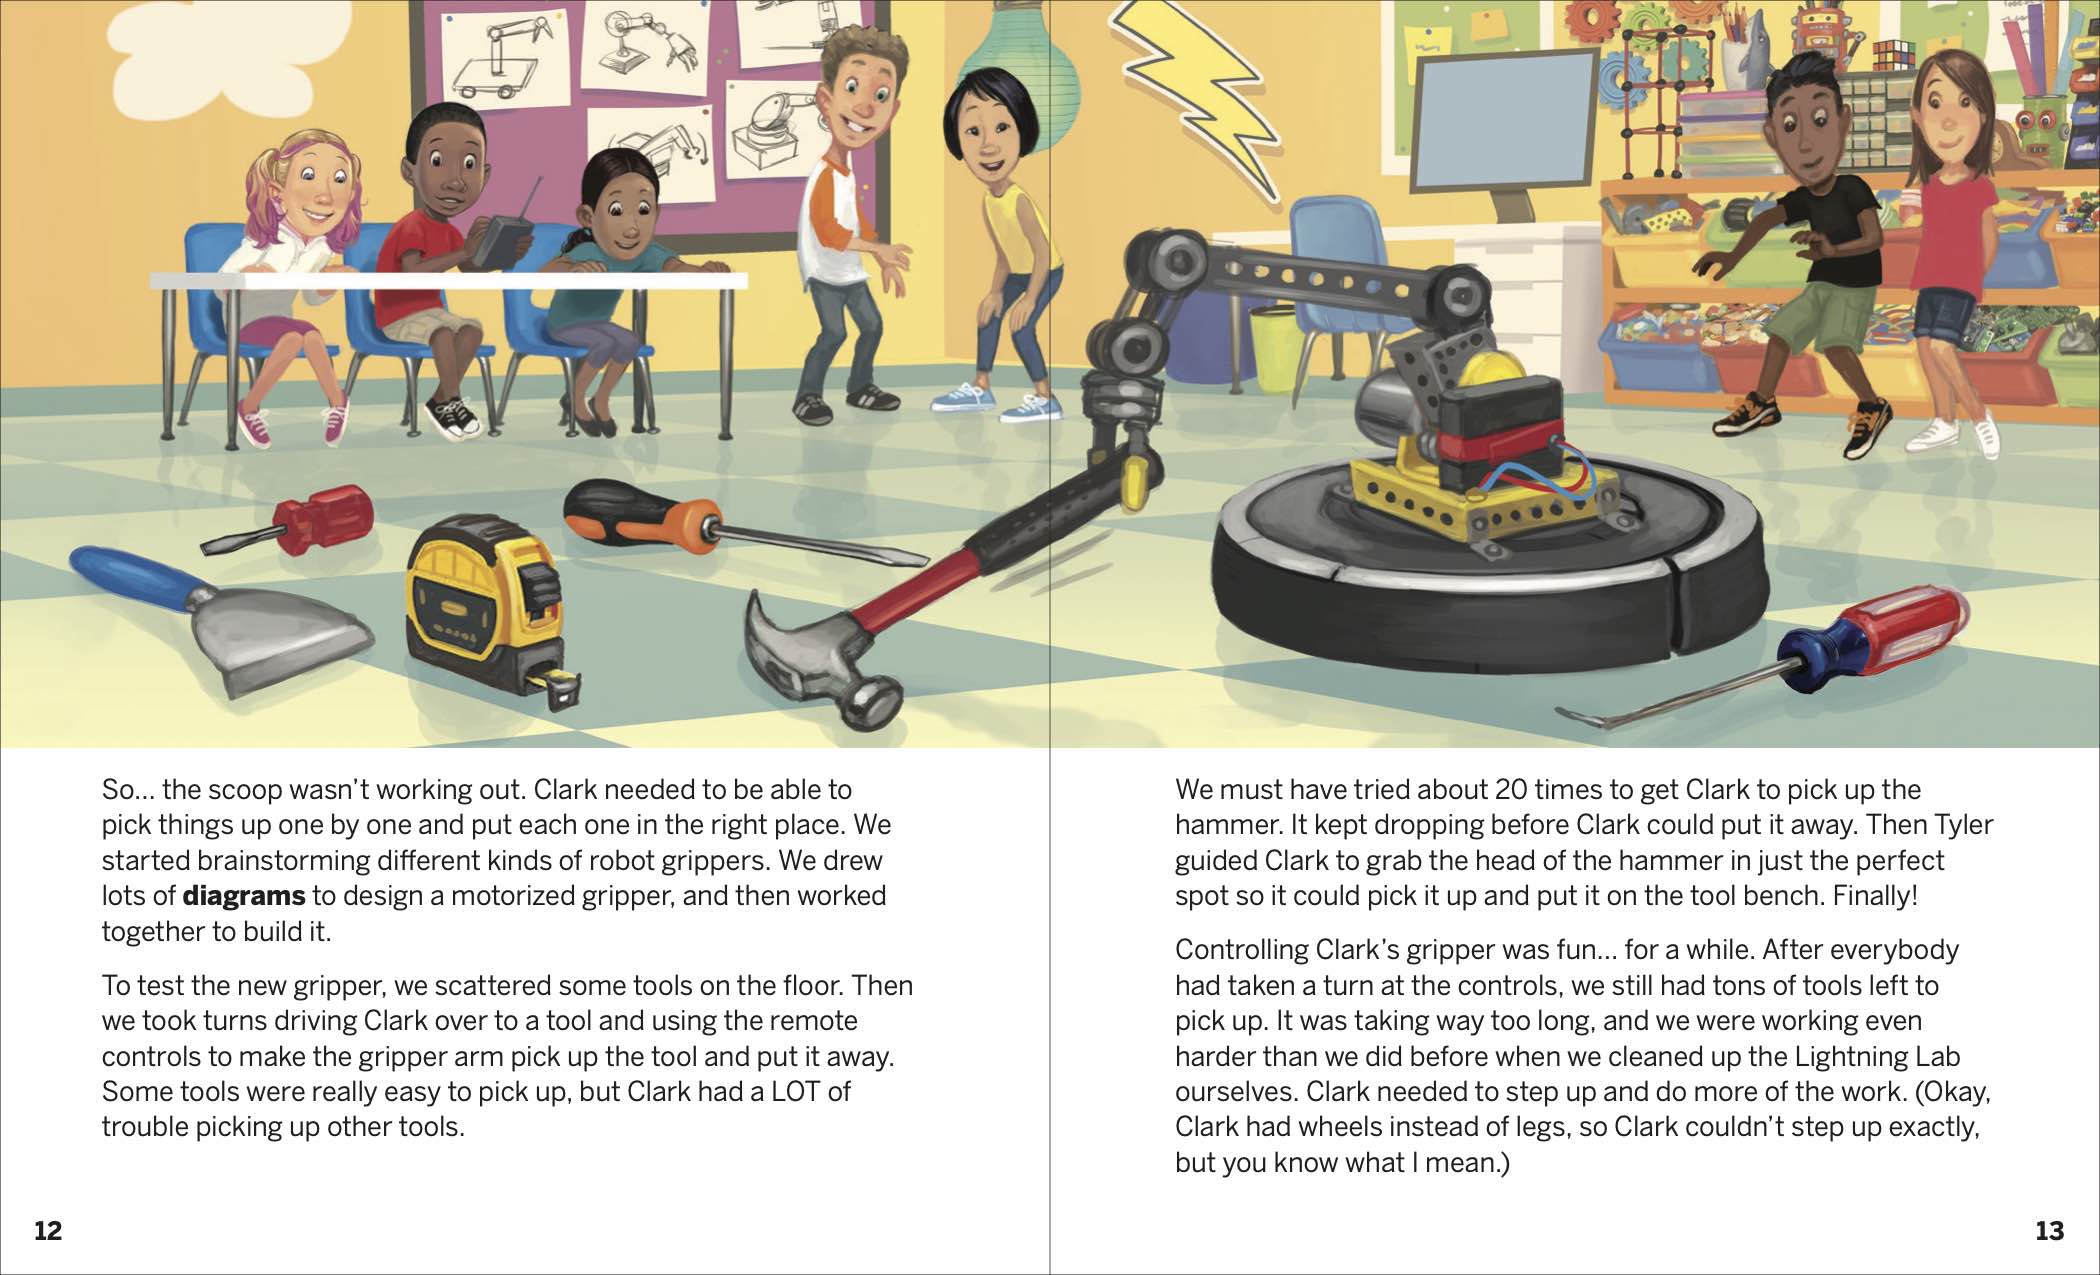 So... the scoop wasn’t working out. Clark needed to be able to
pick things up one by one and put each one in the right place. We
started brainstorming different kinds of robot grippers. We drew
lots of diagrams to design a motorized gripper, and then worked
together to build it.
To test the new gripper, we scattered some tools on the floor. Then
we took turns driving Clark over to a tool and using the remote
controls to make the gripper arm pick up the tool and put it away.
Some tools were really easy to pick up, but Clark had a LOT of
trouble picking up other tools.
12
We must have tried about 20 times to get Clark to pick up the
hammer. It kept dropping before Clark could put it away. Then Tyler
guided Clark to grab the head of the hammer in just the perfect
spot so it could pick it up and put it on the tool bench. Finally!
Controlling Clark’s gripper was fun... for a while. After everybody
had taken a turn at the controls, we still had tons of tools left to
pick up. It was taking way too long, and we were working even
harder than we did before when we cleaned up the Lightning Lab
ourselves. Clark needed to step up and do more of the work. (Okay,
Clark had wheels instead of legs, so Clark couldn’t step up exactly,
but you know what I mean.)
13